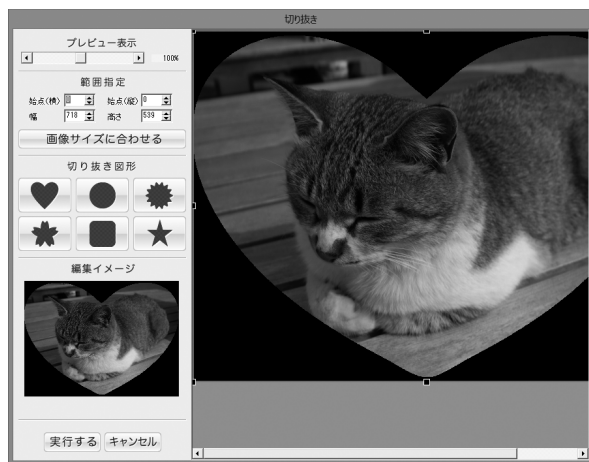 切り抜き
プレビュー表示
100%
範囲指定
始点(横) 0 始点(縦) 0
幅 718 高さ 539
画像サイズに合わせる
切り抜き図形
編集イメージ
実行する キャンセル